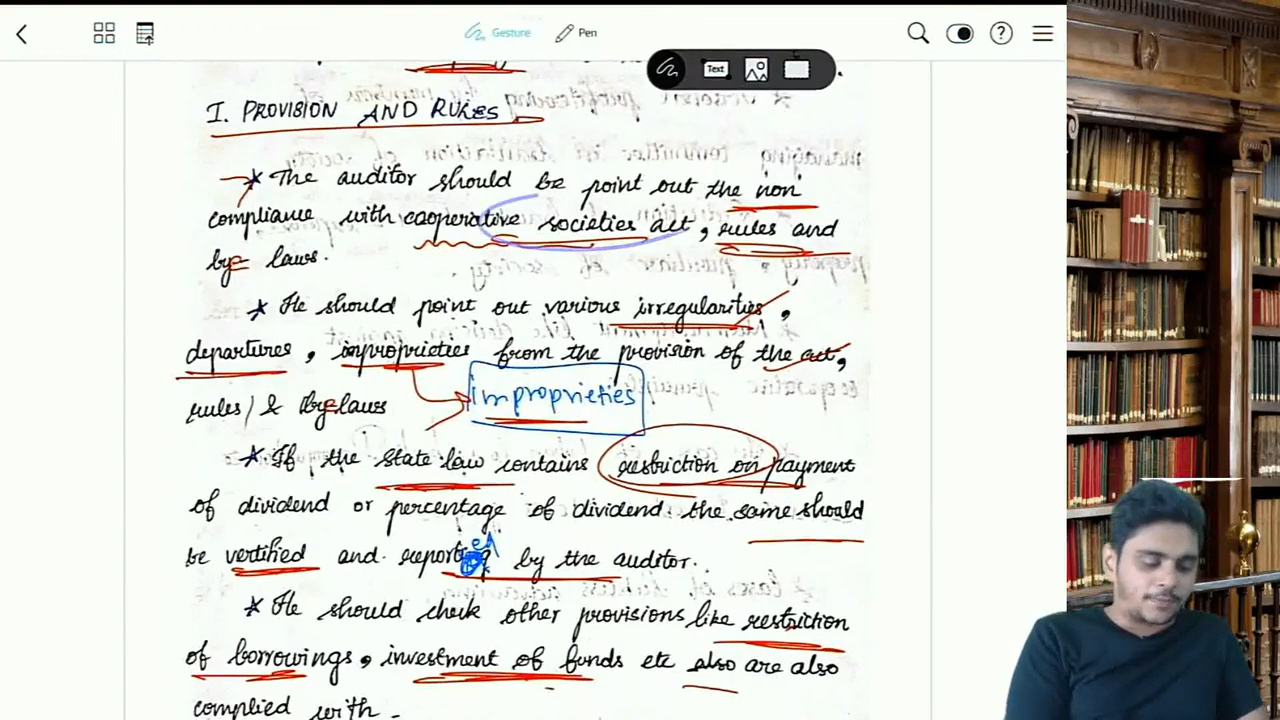 Gesture Pen
Text
I. PROVISION AND RULES
* The auditor should be point out the non
compliance with cooperative societies act, rules and
bye laws.
* He should point out various irregularities,
departures, improprieties from the provision of the act,
rules, & bye laws
improprieties
* If the state law contains restriction on payment
of dividend or percentage of dividend the same should
be vertified and reported by the auditor.
* He should check other provisions like restriction
of borrowings, investment of funds etc also are also
complied with.